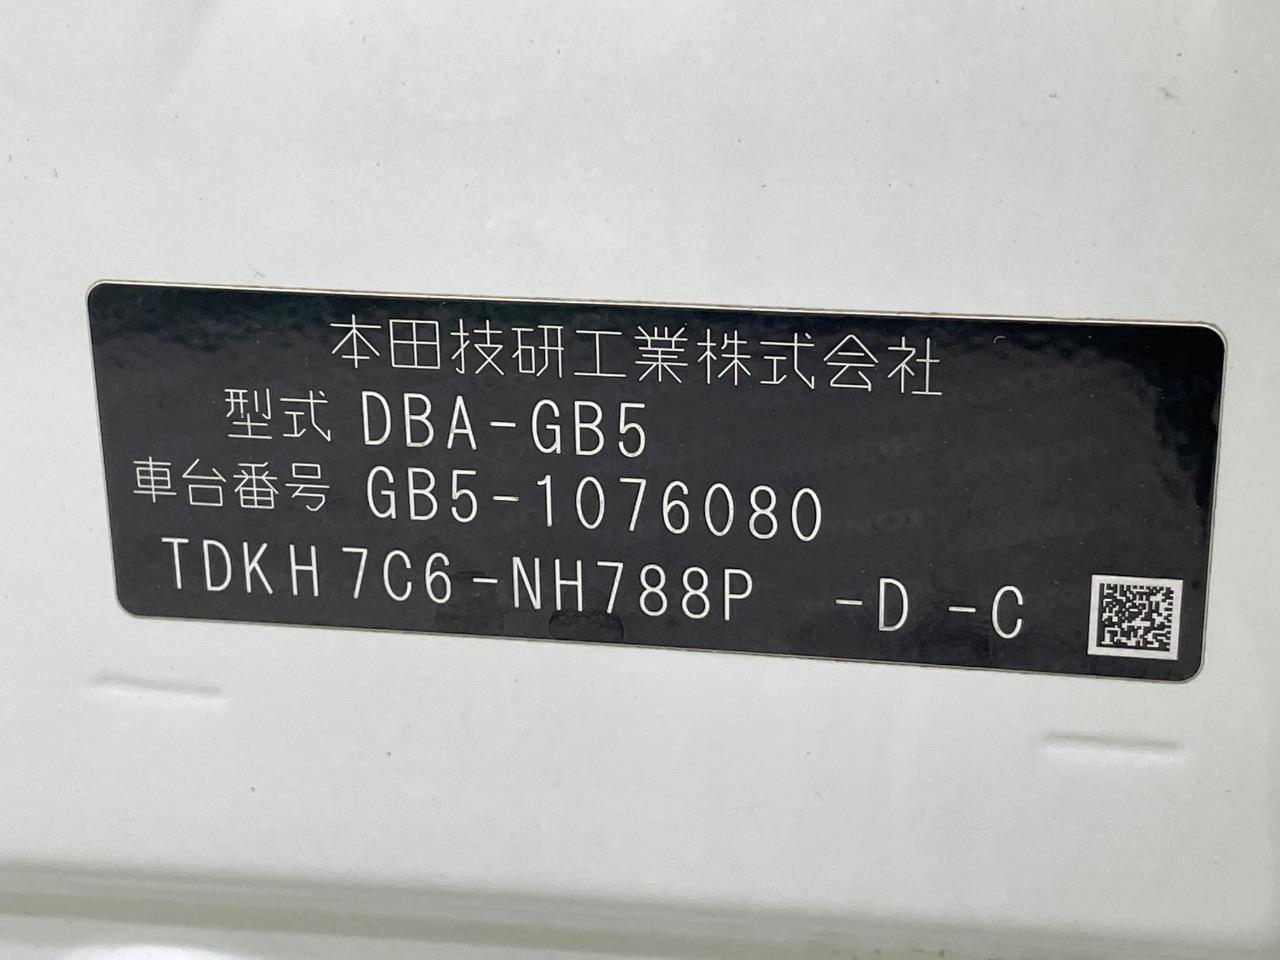 本田技研工業株式会社
型式 DBA-GB5
車台番号 GB5-1076080
TDKH7C6-NH788P -D -C